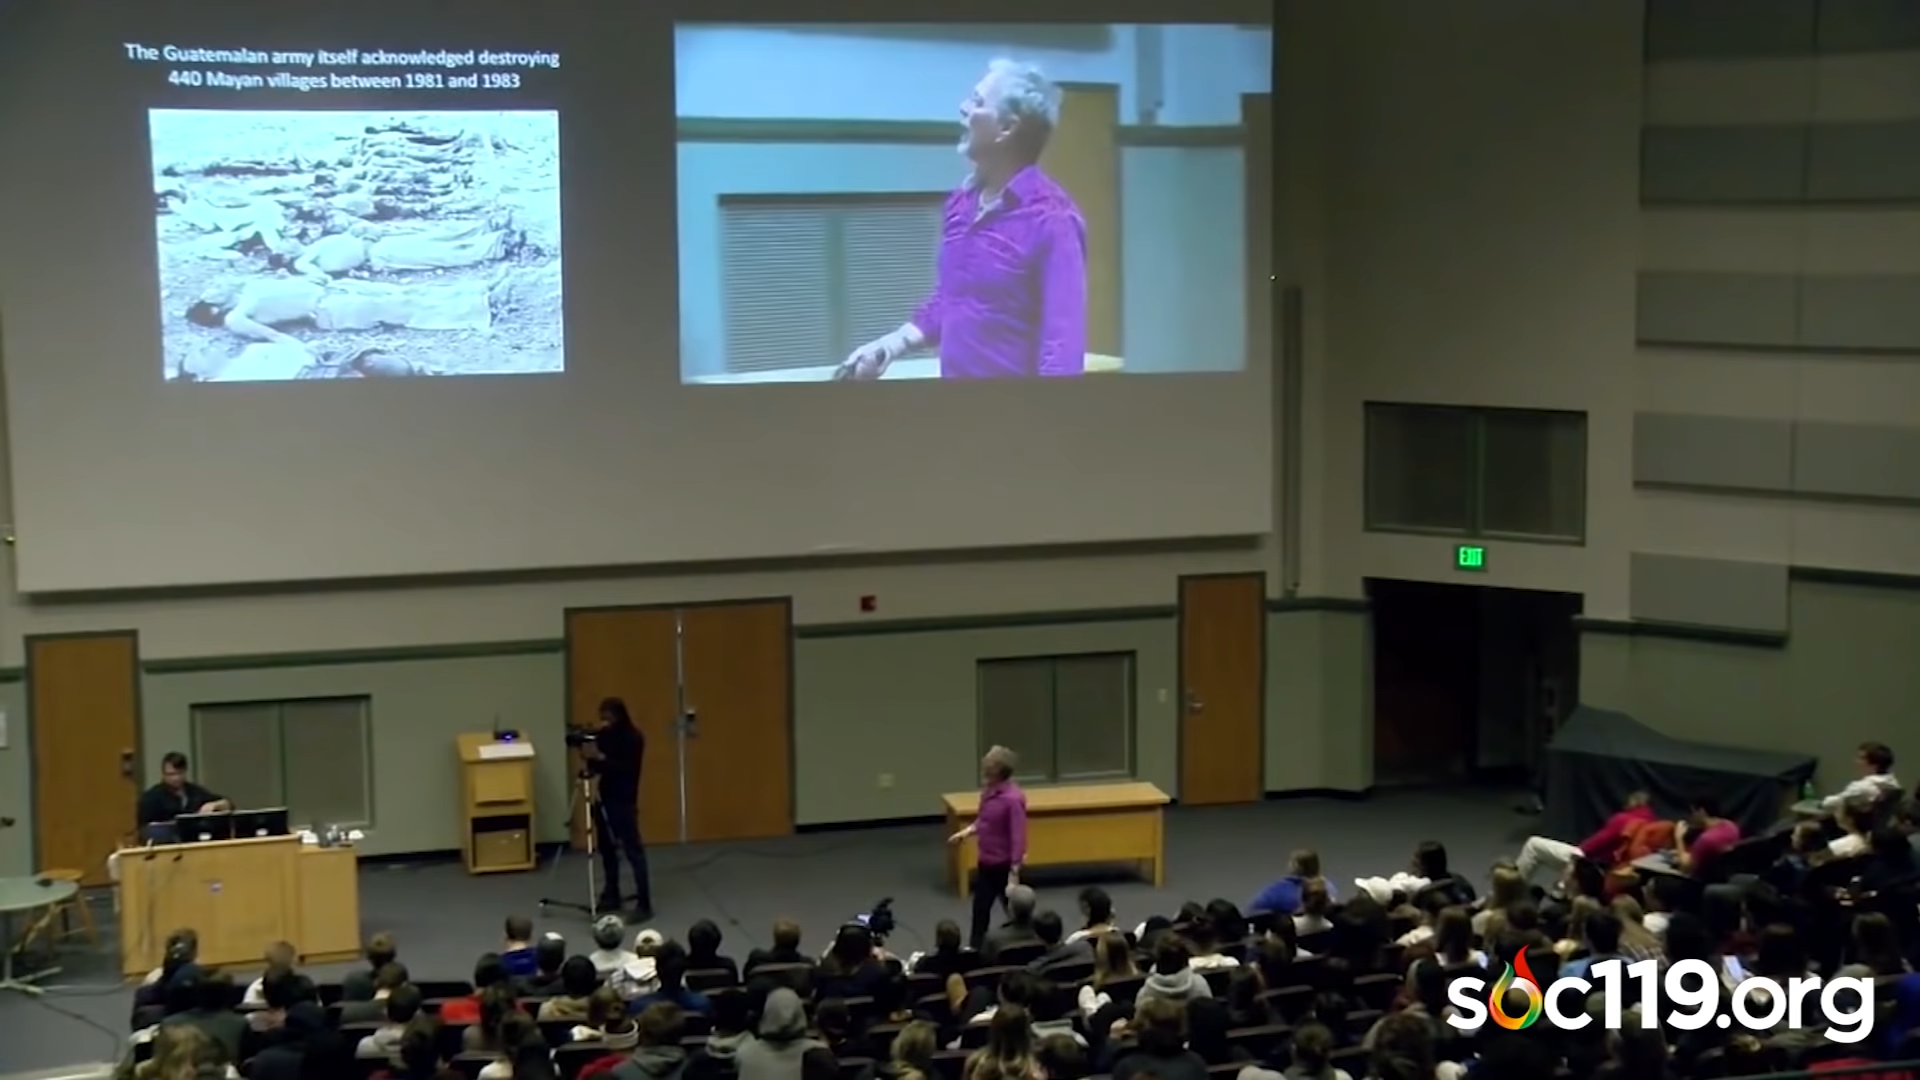 The Guatemalan army itself acknowledged destroying
440 Mayan villages between 1981 and 1983
EXIT
soc119.org